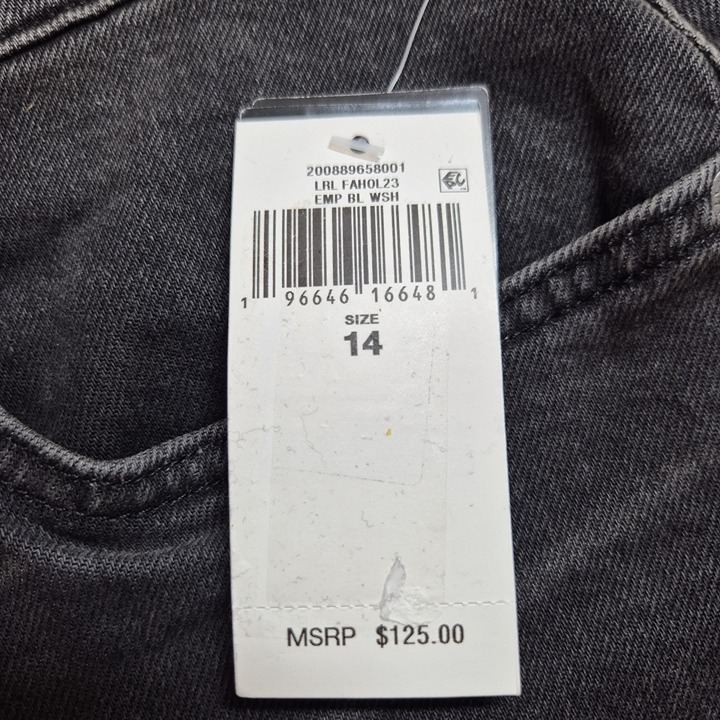 200889658001
LRL FAHOL23
EMP BL WSH
1 96646 16648 1
SIZE
14
MSRP $125.00